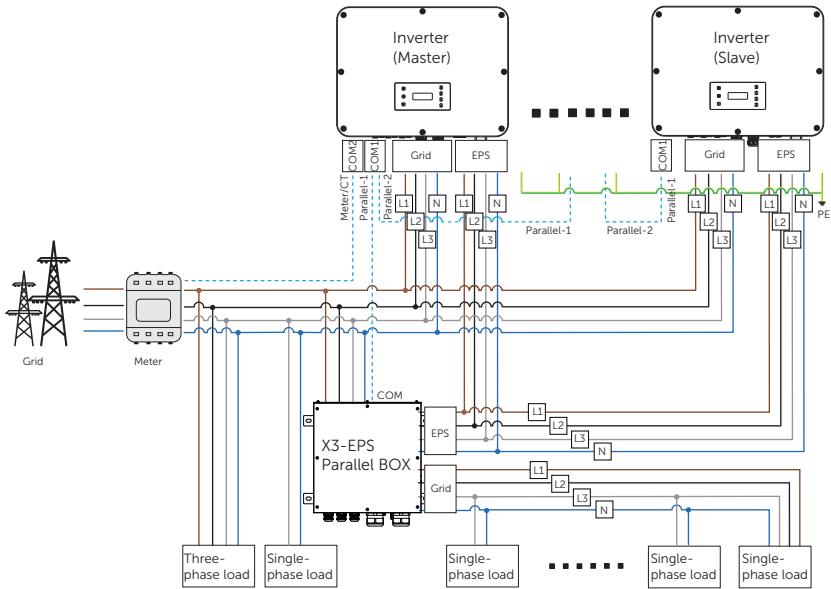 Inverter
(Master)
Inverter
(Slave)
COM2
COM1
Grid
EPS
COM1
Grid
EPS
Meter/CT
Parallel-1
Parallel-2
Parallel-1
L1
N
L1
N
L1
N
L1
N
L2
L2
L2
L2
L3
L3
L3
L3
PE
Parallel-1
Parallel-2
Grid
Meter
COM
X3-EPS
Parallel BOX
EPS
L1
L2
L3
N
Grid
L1
L2
L3
N
Three-
phase load
Single-
phase load
Single-
phase load
Single-
phase load
Single-
phase load